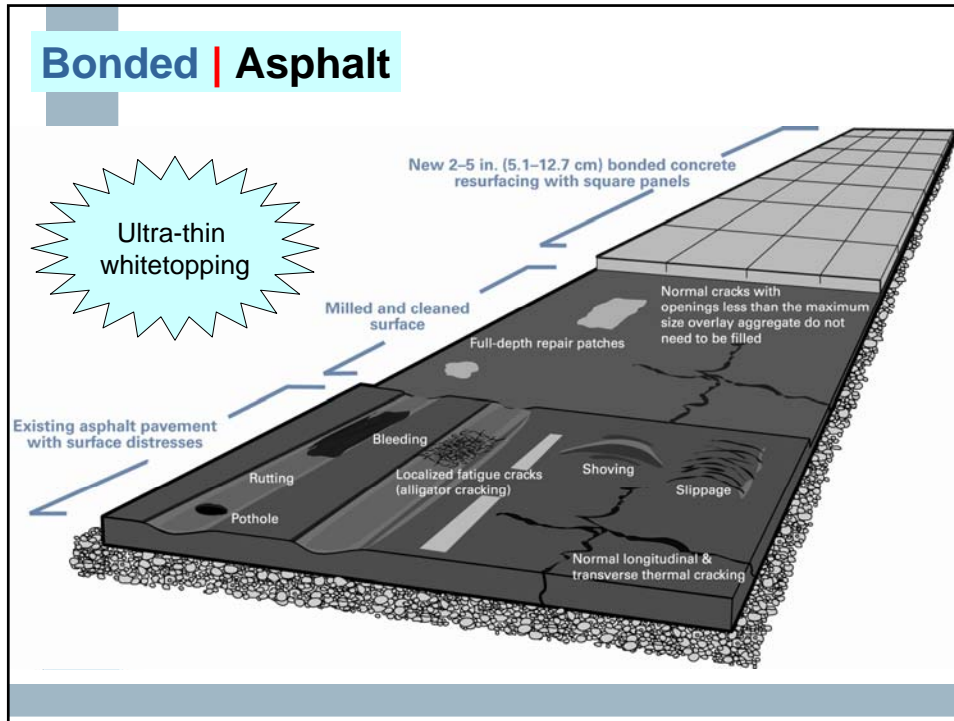 Bonded | Asphalt
New 2–5 in. (5.1–12.7 cm) bonded concrete
resurfacing with square panels
Ultra-thin
whitetopping
Milled and cleaned
surface
Normal cracks with
openings less than the maximum
size overlay aggregate do not
need to be filled
Full-depth repair patches
Existing asphalt pavement
with surface distresses
Bleeding
Rutting
Localized fatigue cracks
(alligator cracking)
Shoving
Slippage
Pothole
Normal longitudinal &
transverse thermal cracking